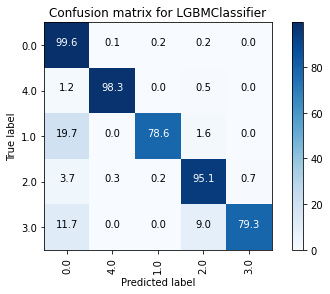 Confusion matrix for LGBMClassifier
0.0 99.6 0.1 0.2 0.2 0.0
4.0 1.2 98.3 0.0 0.5 0.0
1.0 19.7 0.0 78.6 1.6 0.0
2.0 3.7 0.3 0.2 95.1 0.7
3.0 11.7 0.0 0.0 9.0 79.3
True label
0.0 4.0 1.0 2.0 3.0
Predicted label
80
60
40
20
0